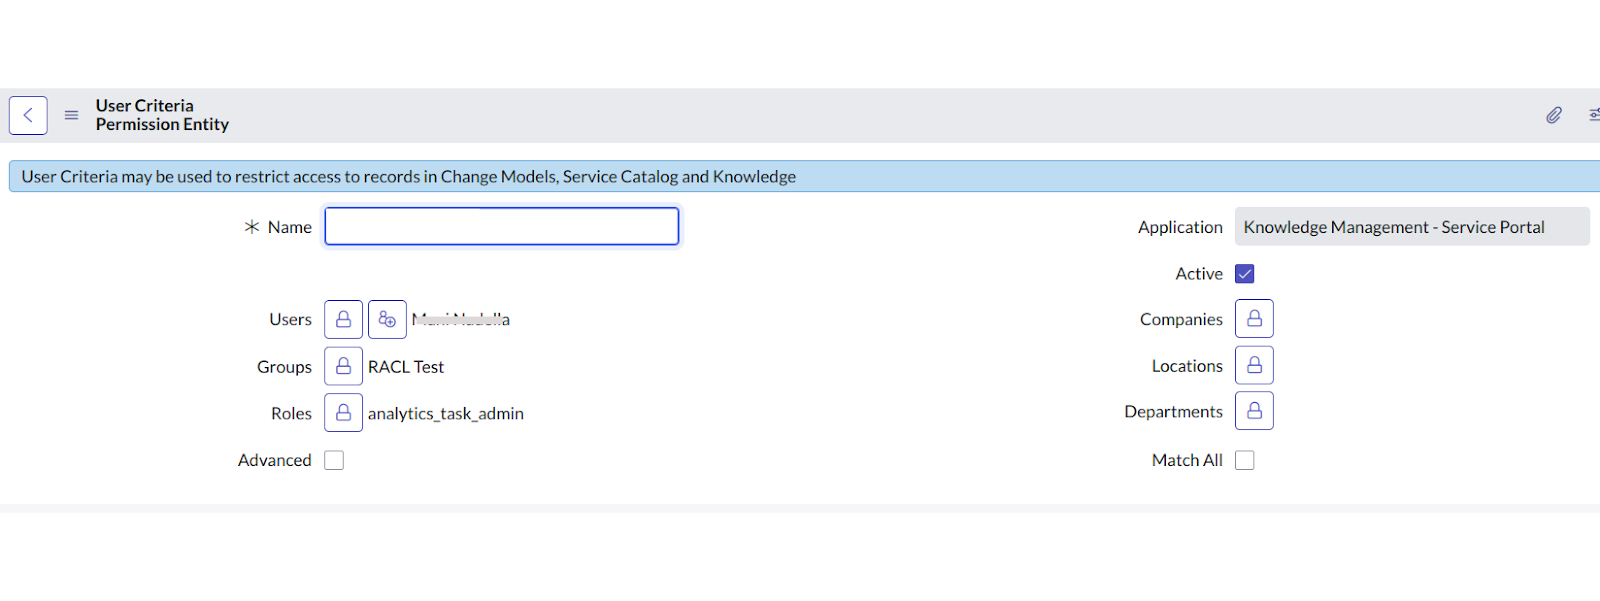 User Criteria
Permission Entity
User Criteria may be used to restrict access to records in Change Models, Service Catalog and Knowledge
Name
Application Knowledge Management - Service Portal
Active
Users
Companies
Groups RACL Test
Locations
Roles analytics_task_admin
Departments
Advanced
Match All